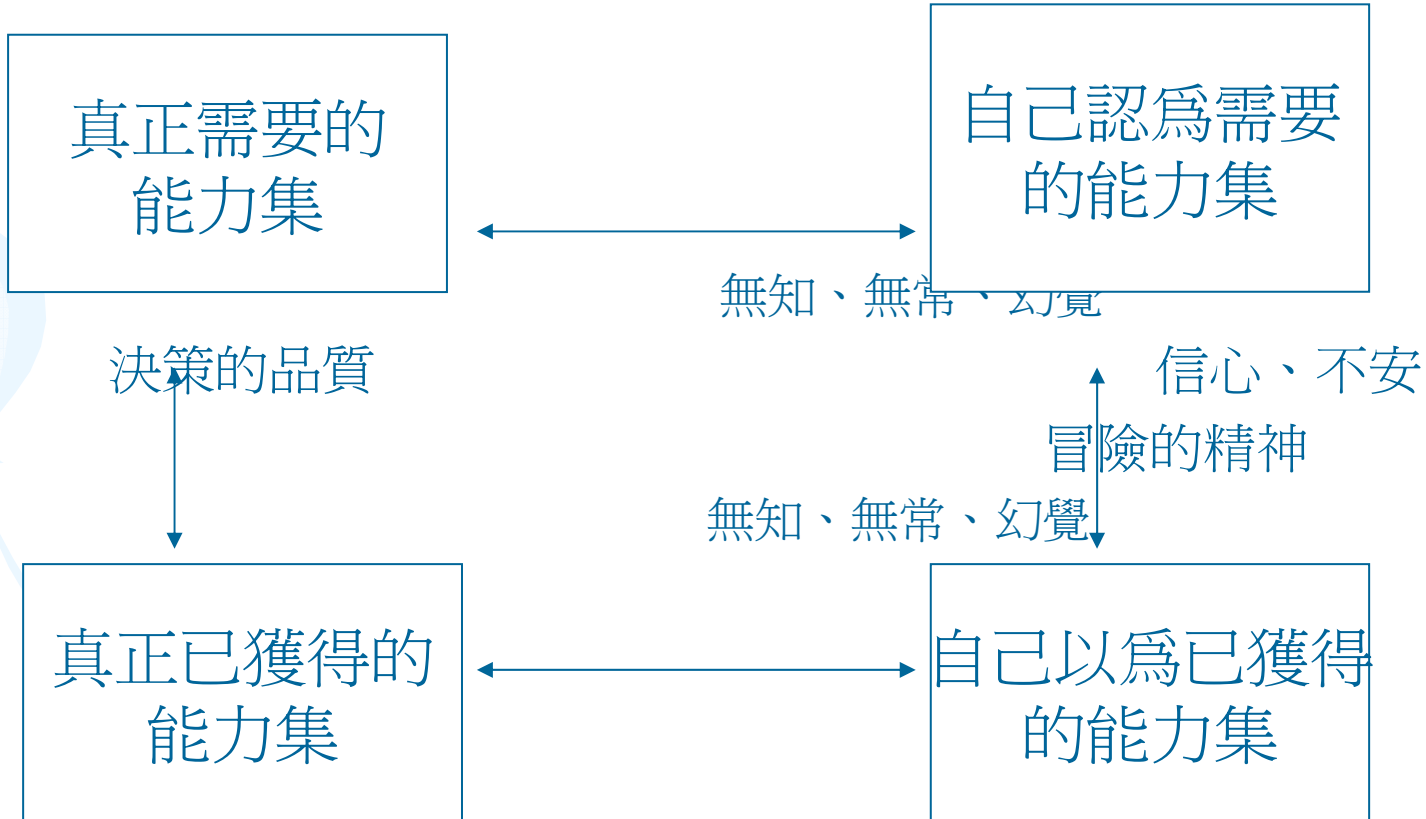 真正需要的
能力集
自己認爲需要
的能力集
無知、無常、幻覺
決策的品質
信心、不安
冒險的精神
無知、無常、幻覺
真正已獲得的
能力集
自己以爲已獲得
的能力集